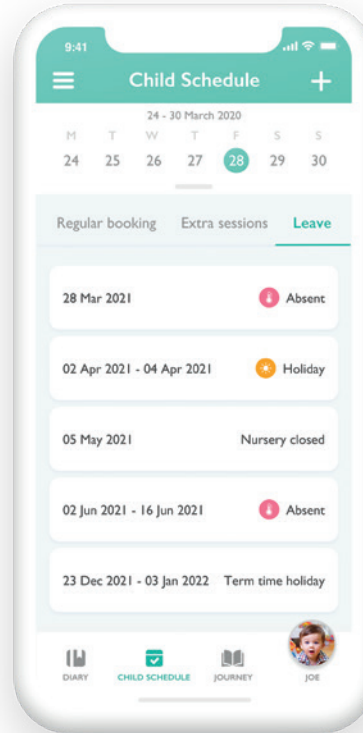 9:41
Child Schedule
24 - 30 March 2020
M T W T F S S
24 25 26 27 28 29 30
Regular booking Extra sessions Leave
28 Mar 2021 Absent
02 Apr 2021 - 04 Apr 2021 Holiday
05 May 2021 Nursery closed
02 Jun 2021 - 16 Jun 2021 Absent
23 Dec 2021 - 03 Jan 2022 Term time holiday
DIARY CHILD SCHEDULE JOURNEY JOE